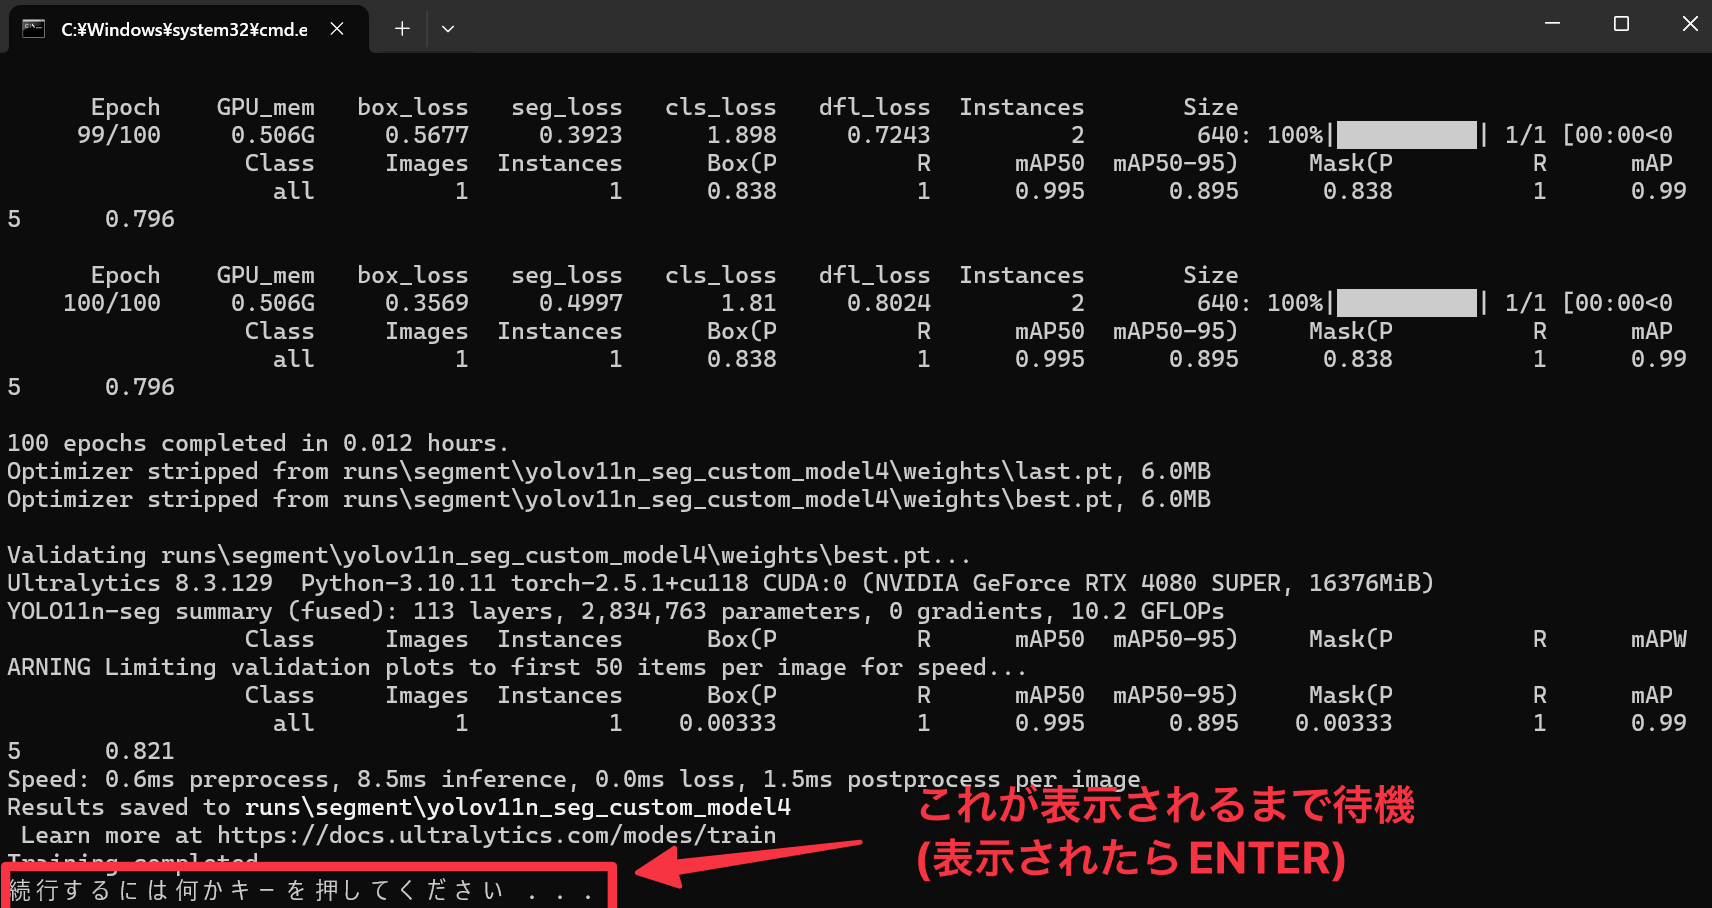 C:¥Windows¥system32¥cmd.e
Epoch GPU_mem box_loss seg_loss cls_loss dfl_loss Instances Size
99/100 0.506G 0.5677 0.3923 1.898 0.7243 2 640: 100%| | 1/1 [00:00<0
Class Images Instances Box(P R mAP50 mAP50-95) Mask(P R mAP
all 1 1 0.838 1 0.995 0.895 0.838 1 0.99
5 0.796
Epoch GPU_mem box_loss seg_loss cls_loss dfl_loss Instances Size
100/100 0.506G 0.3569 0.4997 1.81 0.8024 2 640: 100%| | 1/1 [00:00<0
Class Images Instances Box(P R mAP50 mAP50-95) Mask(P R mAP
all 1 1 0.838 1 0.995 0.895 0.838 1 0.99
5 0.796
100 epochs completed in 0.012 hours.
Optimizer stripped from runs\segment\yolov11n_seg_custom_model4\weights\last.pt, 6.0MB
Optimizer stripped from runs\segment\yolov11n_seg_custom_model4\weights\best.pt, 6.0MB
Validating runs\segment\yolov11n_seg_custom_model4\weights\best.pt...
Ultralytics 8.3.129 Python-3.10.11 torch-2.5.1+cu118 CUDA:0 (NVIDIA GeForce RTX 4080 SUPER, 16376MiB)
YOLO11n-seg summary (fused): 113 layers, 2,834,763 parameters, 0 gradients, 10.2 GFLOPs
Class Images Instances Box(P R mAP50 mAP50-95) Mask(P R mAPW
ARNING Limiting validation plots to first 50 items per image for speed...
Class Images Instances Box(P R mAP50 mAP50-95) Mask(P R mAP
all 1 1 0.00333 1 0.995 0.895 0.00333 1 0.99
5 0.821
Speed: 0.6ms preprocess, 8.5ms inference, 0.0ms loss, 1.5ms postprocess per image
Results saved to runs\segment\yolov11n_seg_custom_model4
Learn more at https://docs.ultralytics.com/modes/train
Training completed
続行するには何かキーを押してください . . .
これが表示されるまで待機
(表示されたらENTER)